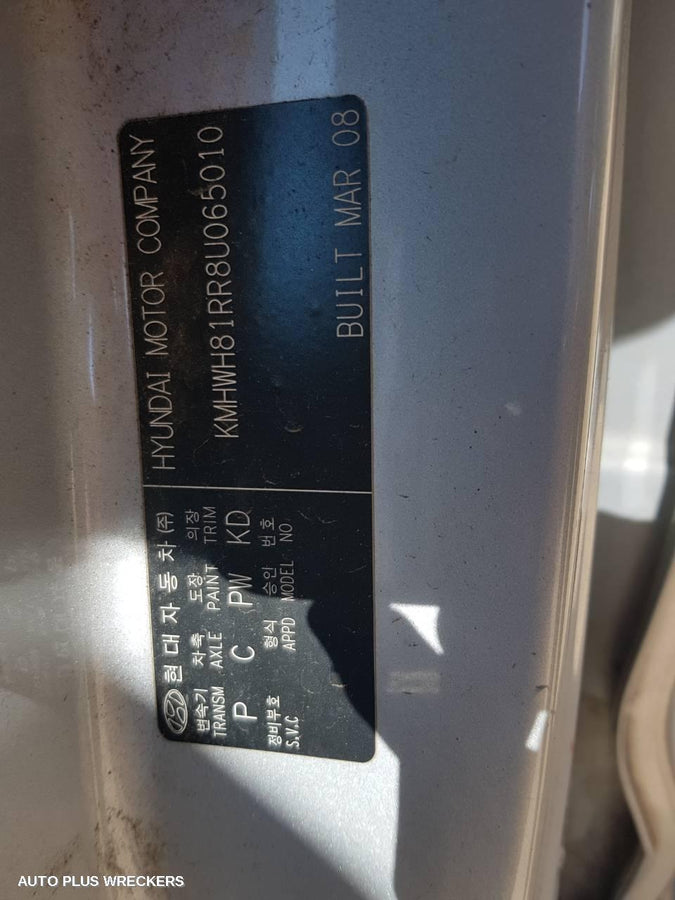 현대자동차(주)
변속기 차축 도장 의장
TRANSM AXLE PAINT TRIM
P C PW KD
정비부호 형식 승인 번호
S.V.C APPD MODEL NO
HYUNDAI MOTOR COMPANY
KMHWH81RR8U065010
BUILT MAR 08
AUTO PLUS WRECKERS